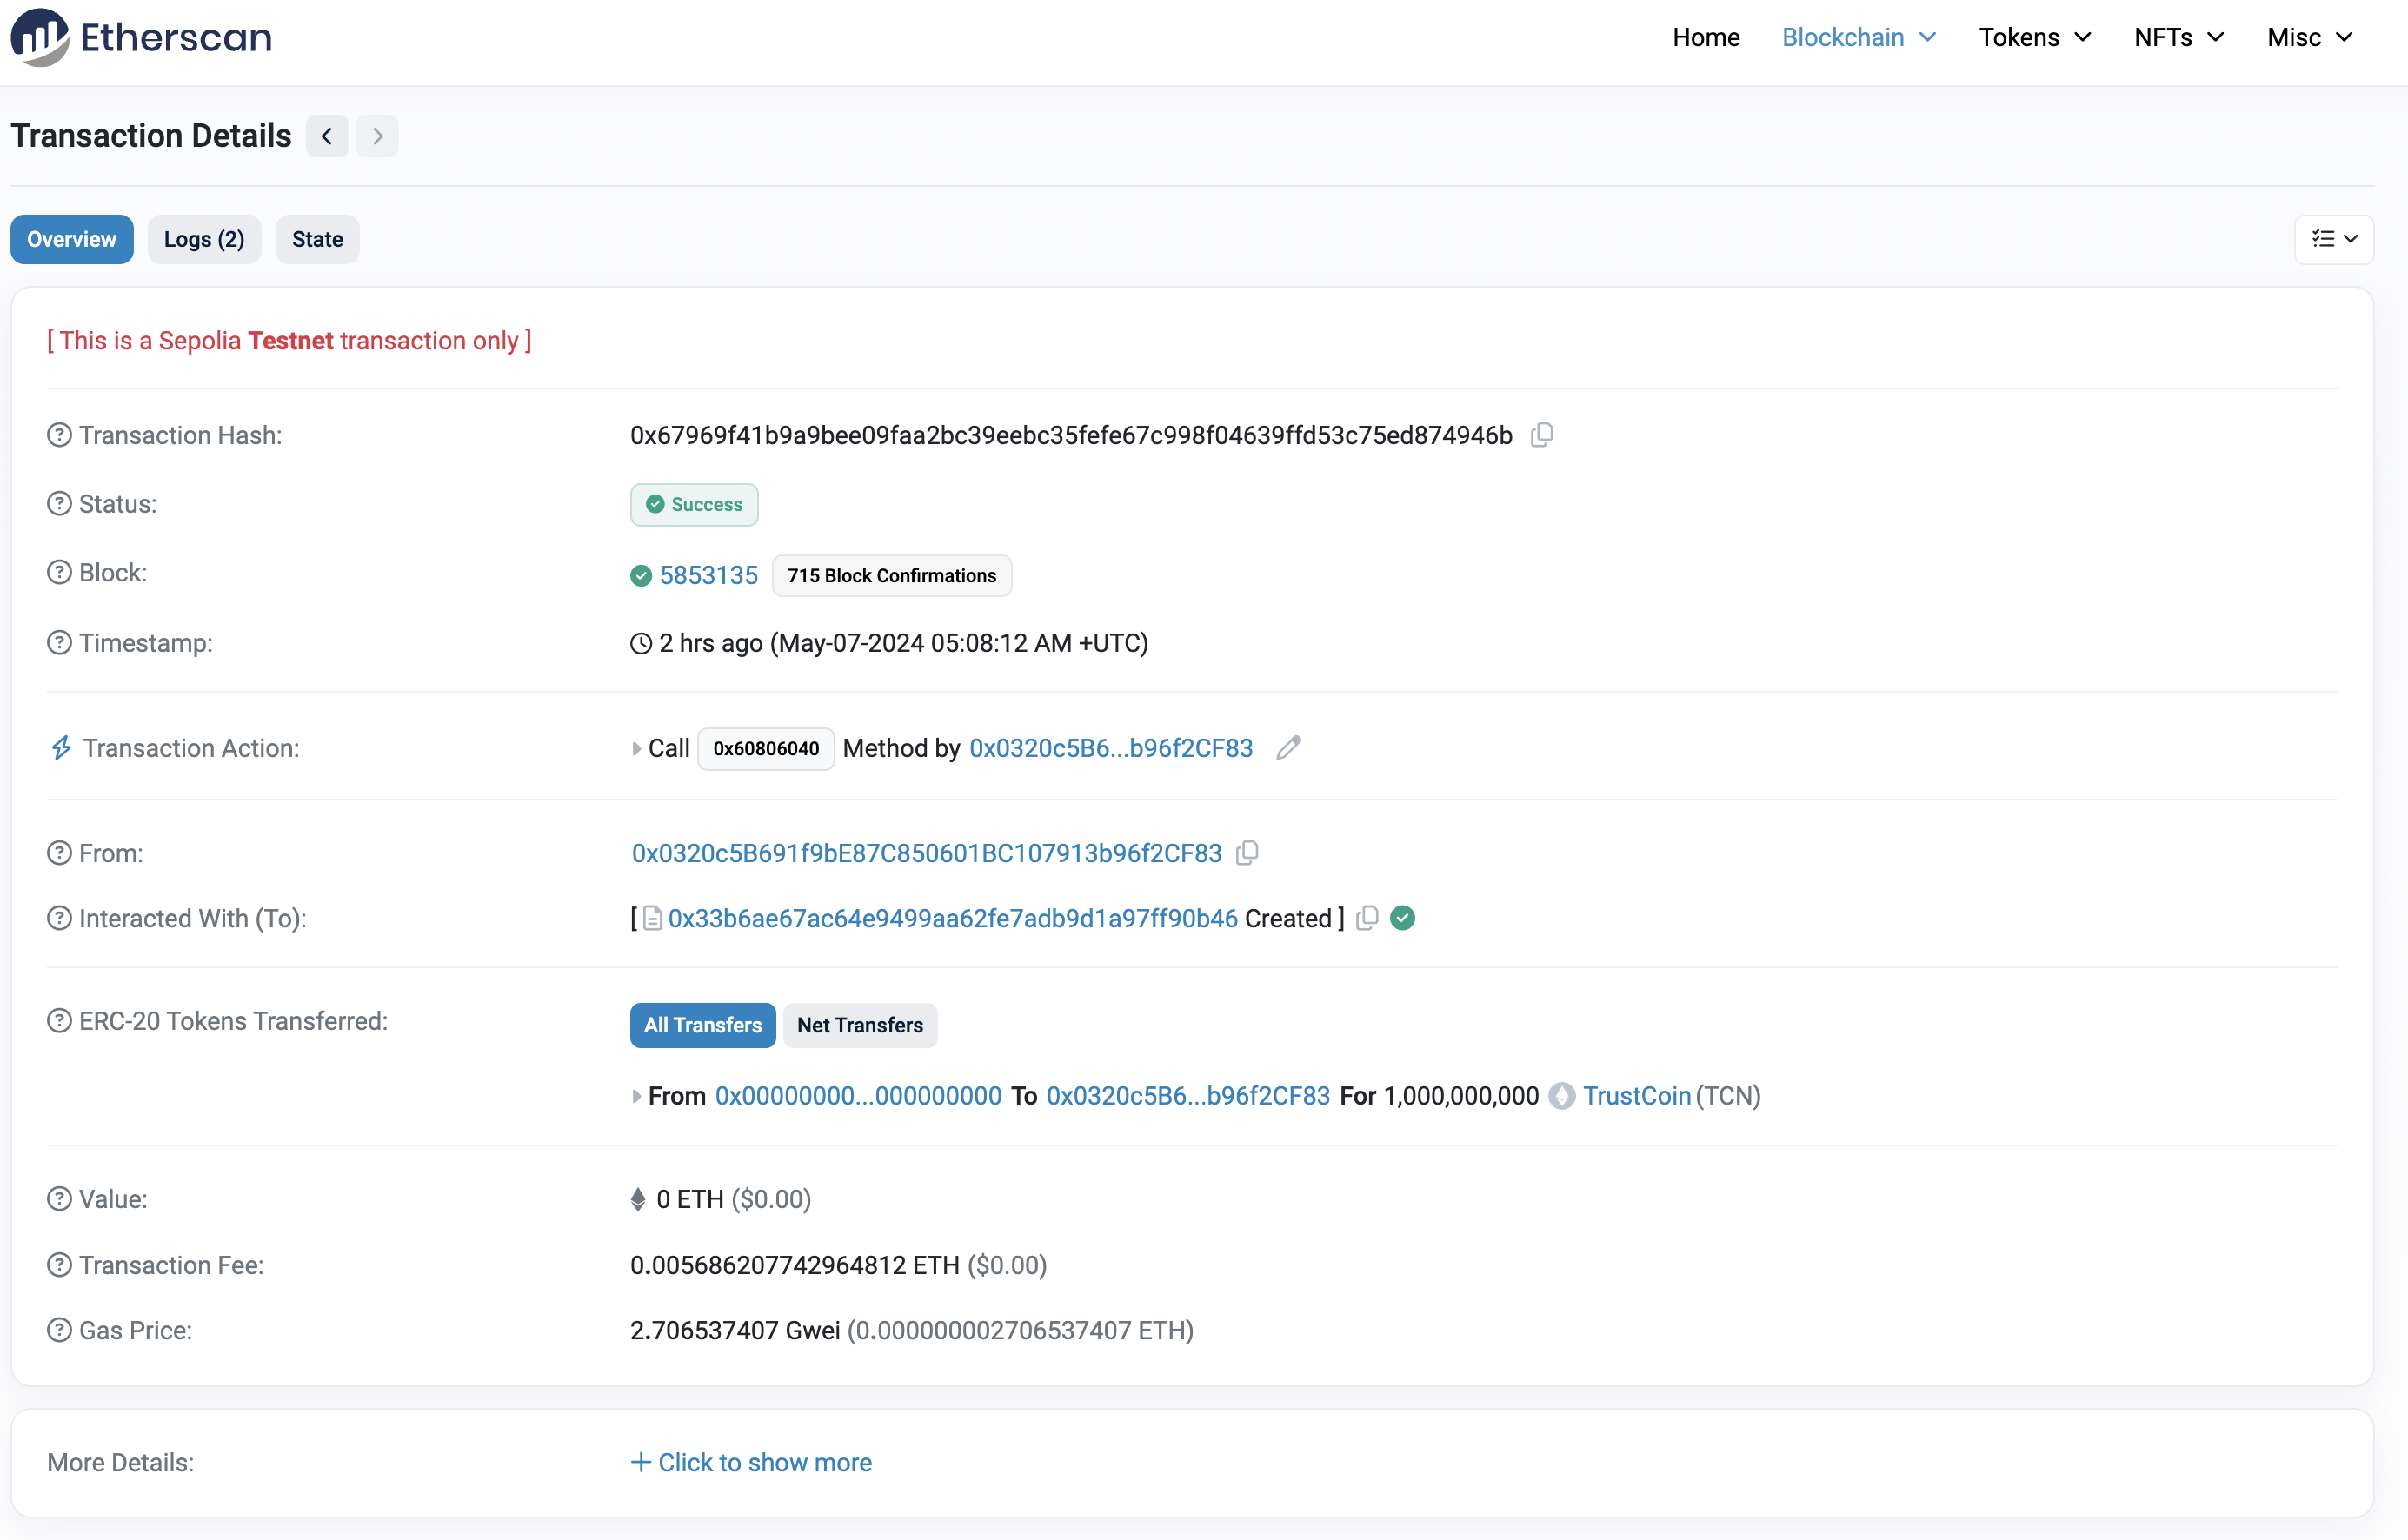 Etherscan
Home Blockchain Tokens NFTs Misc
Transaction Details
Overview Logs (2) State
[ This is a Sepolia Testnet transaction only ]
Transaction Hash: 0x67969f41b9a9bee09faa2bc39eebc35fefe67c998f04639ffd53c75ed874946b
Status: Success
Block: 5853135 715 Block Confirmations
Timestamp: 2 hrs ago (May-07-2024 05:08:12 AM +UTC)
Transaction Action: Call 0x60806040 Method by 0x0320c5B6...b96f2CF83
From: 0x0320c5B691f9bE87C850601BC107913b96f2CF83
Interacted With (To): [ 0x33b6ae67ac64e9499aa62fe7adb9d1a97ff90b46 Created ]
ERC-20 Tokens Transferred: All Transfers Net Transfers
From 0x00000000...000000000 To 0x0320c5B6...b96f2CF83 For 1,000,000,000 TrustCoin (TCN)
Value: 0 ETH ($0.00)
Transaction Fee: 0.005686207742964812 ETH ($0.00)
Gas Price: 2.706537407 Gwei (0.000000002706537407 ETH)
More Details: + Click to show more